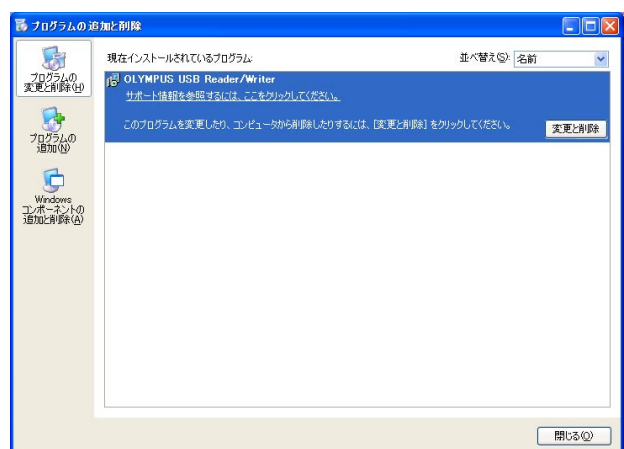 プログラムの追加と削除
プログラムの
変更と削除(H)
プログラムの
追加(N)
Windows
コンポーネントの
追加と削除(A)
現在インストールされているプログラム:
並べ替え(S):
名前
OLYMPUS USB Reader/Writer
サポート情報を参照するには、ここをクリックしてください。
このプログラムを変更したり、コンピュータから削除したりするには、[変更と削除] をクリックしてください。
変更と削除
閉じる(O)